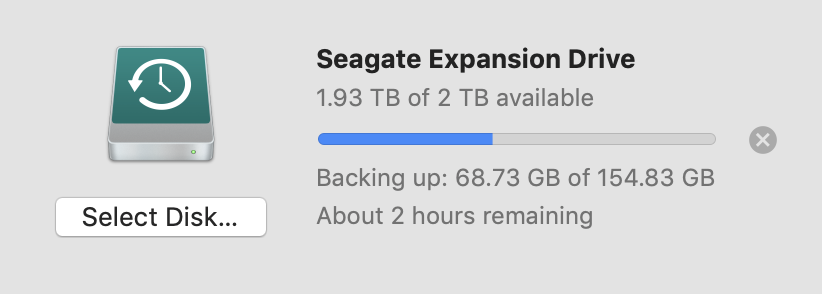 Seagate Expansion Drive
1.93 TB of 2 TB available
Backing up: 68.73 GB of 154.83 GB
About 2 hours remaining
Select Disk...